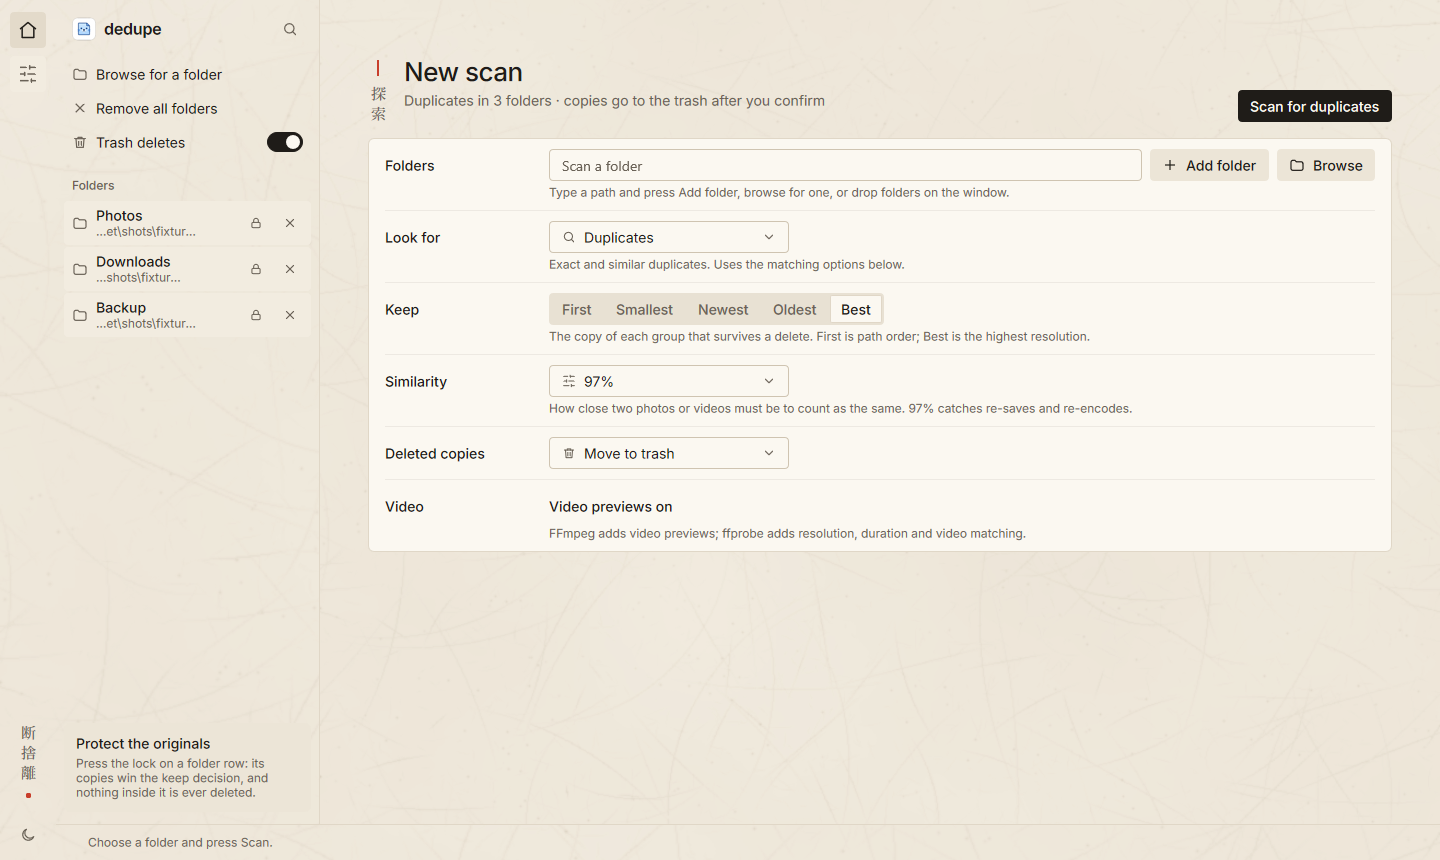 dedupe
Browse for a folder
Remove all folders
Trash deletes
Folders
Photos
...et\shots\fixtur...
Downloads
...shots\fixtur...
Backup
...et\shots\fixtur...
断捨離
Protect the originals
Press the lock on a folder row: its
copies win the keep decision, and
nothing inside it is ever deleted.
探索
New scan
Duplicates in 3 folders · copies go to the trash after you confirm
Scan for duplicates
Folders
Scan a folder
Add folder
Browse
Type a path and press Add folder, browse for one, or drop folders on the window.
Look for
Duplicates
Exact and similar duplicates. Uses the matching options below.
Keep
First Smallest Newest Oldest Best
The copy of each group that survives a delete. First is path order; Best is the highest resolution.
Similarity
97%
How close two photos or videos must be to count as the same. 97% catches re-saves and re-encodes.
Deleted copies
Move to trash
Video
Video previews on
FFmpeg adds video previews; ffprobe adds resolution, duration and video matching.
Choose a folder and press Scan.